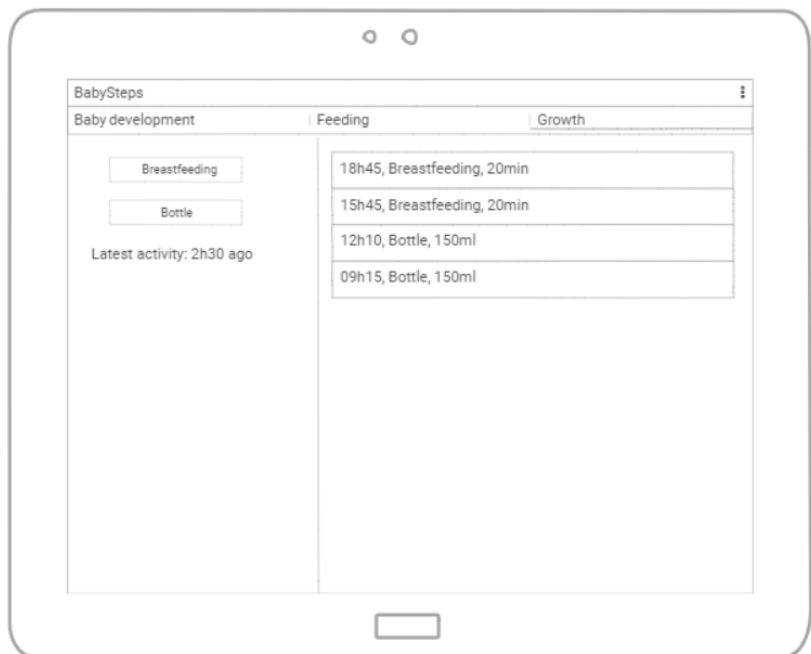 BabySteps
Baby development
Feeding
Growth
Breastfeeding
Bottle
Latest activity: 2h30 ago
18h45, Breastfeeding, 20min
15h45, Breastfeeding, 20min
12h10, Bottle, 150ml
09h15, Bottle, 150ml